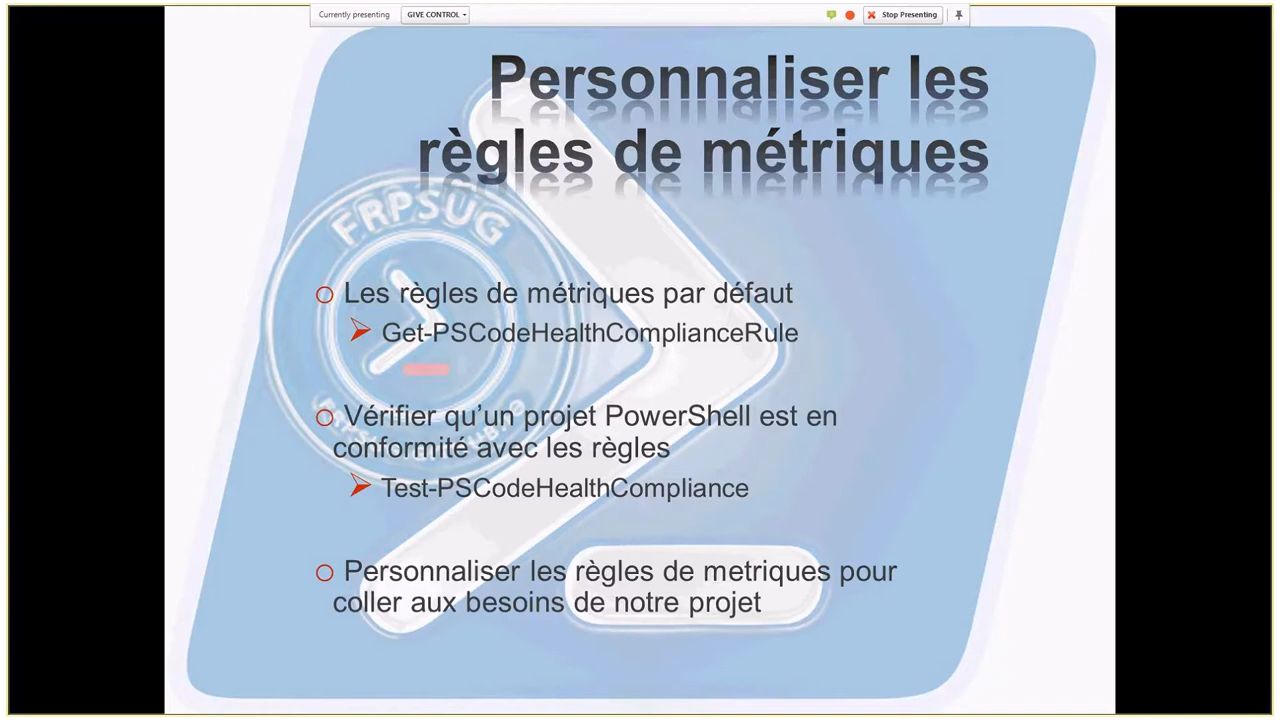 Currently presenting GIVE CONTROL Stop Presenting
Personnaliser les
règles de métriques
FRPSUG
Les règles de métriques par défaut
Get-PSCodeHealthComplianceRule
Vérifier qu’un projet PowerShell est en
conformité avec les règles
Test-PSCodeHealthCompliance
Personnaliser les règles de metriques pour
coller aux besoins de notre projet